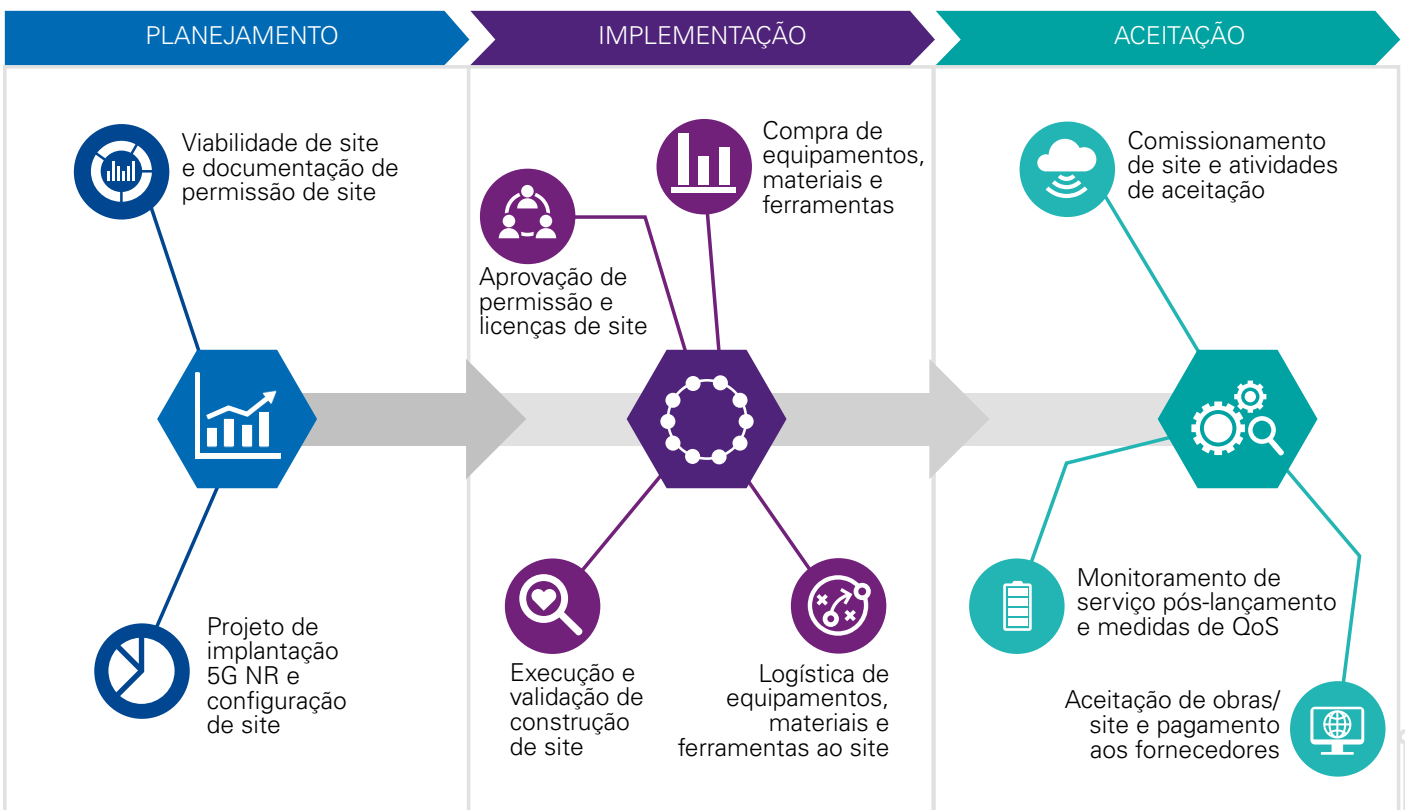 PLANEJAMENTO
IMPLEMENTAÇÃO
ACEITAÇÃO
Viabilidade de site
e documentação de
permissão de site
Projeto de
implantação
5G NR e
configuração
de site
Aprovação de
permissão e
licenças de site
Compra de
equipamentos,
materiais e
ferramentas
Execução e
validação de
construção
de site
Logística de
equipamentos,
materiais e
ferramentas ao site
Comissionamento
de site e atividades
de aceitação
Monitoramento de
serviço pós-lançamento
e medidas de QoS
Aceitação de obras/
site e pagamento
aos fornecedores